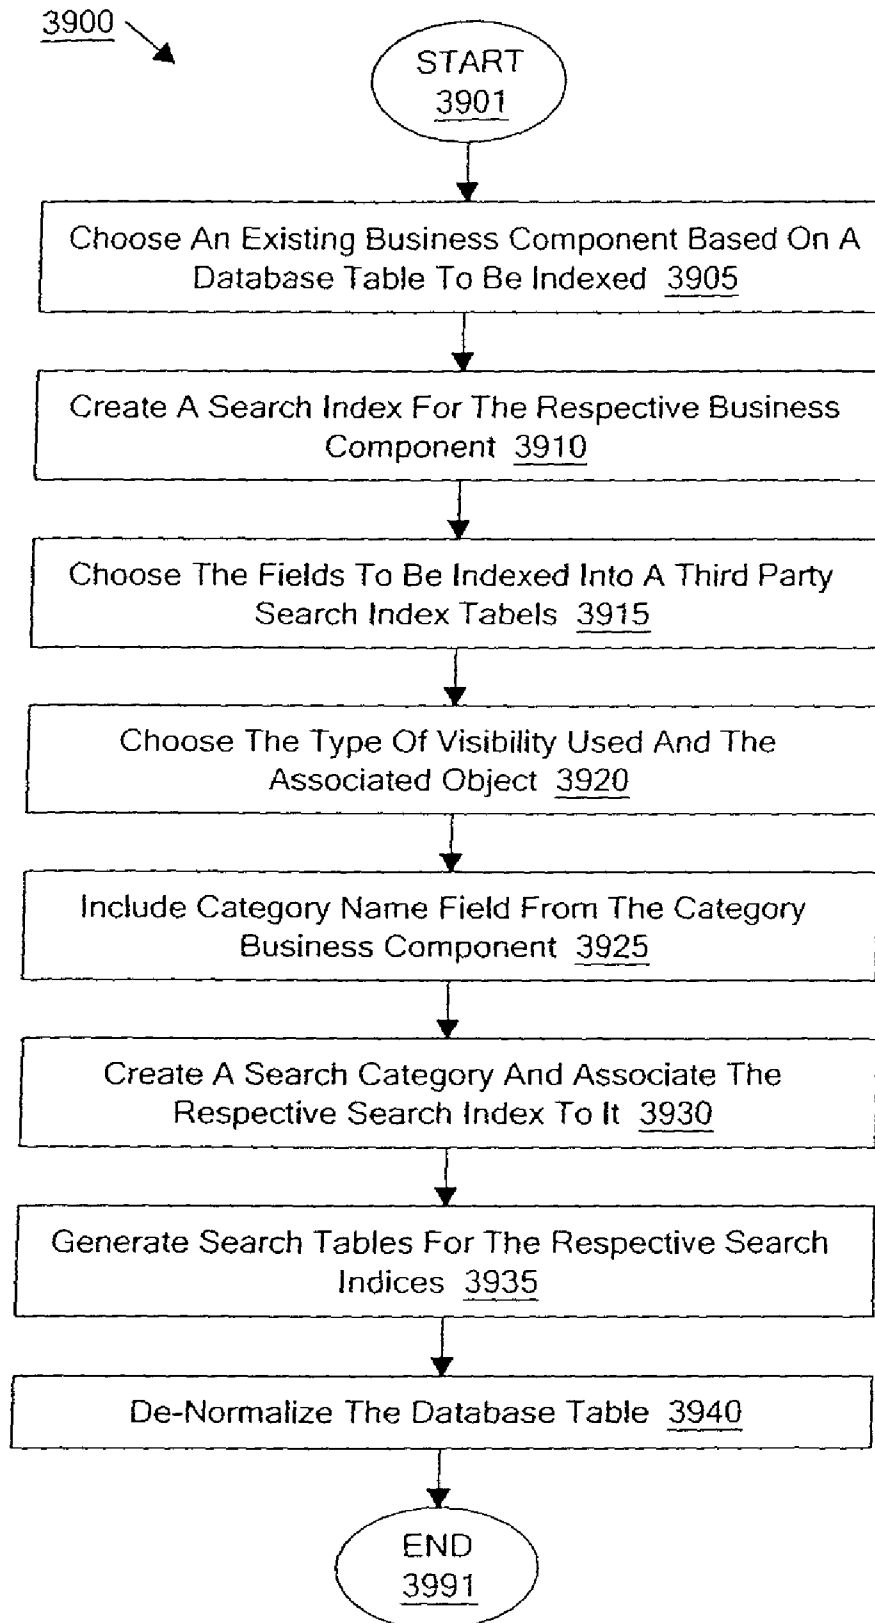 3900
START
3901
Choose An Existing Business Component Based On A
Database Table To Be Indexed 3905
Create A Search Index For The Respective Business
Component 3910
Choose The Fields To Be Indexed Into A Third Party
Search Index Tabels 3915
Choose The Type Of Visibility Used And The
Associated Object 3920
Include Category Name Field From The Category
Business Component 3925
Create A Search Category And Associate The
Respective Search Index To It 3930
Generate Search Tables For The Respective Search
Indices 3935
De-Normalize The Database Table 3940
END
3991